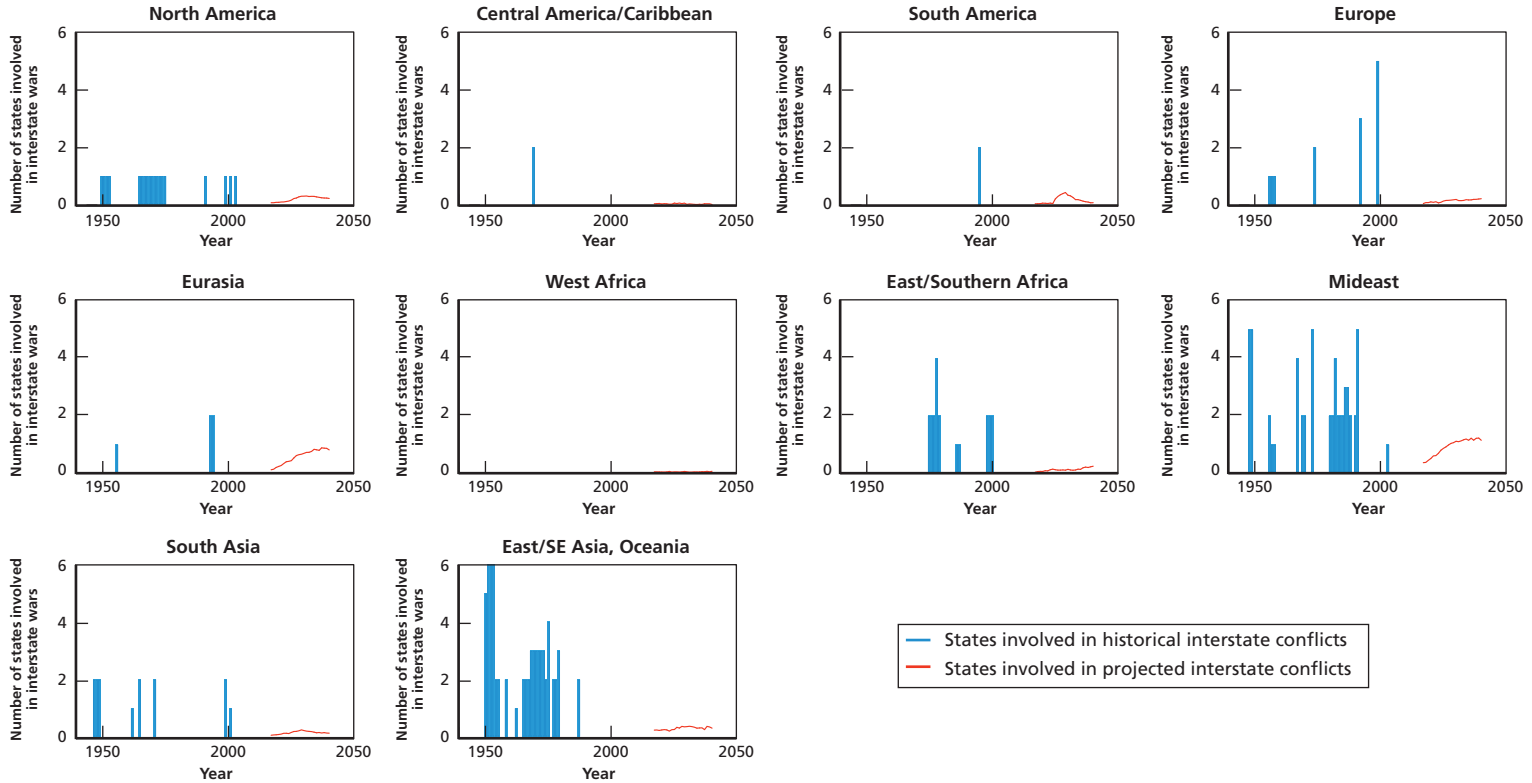 North America
Number of states involved
in interstate wars
6
4
2
0
1950
2000
2050
Year
Central America/Caribbean
Number of states involved
in interstate wars
6
4
2
0
1950
2000
2050
Year
South America
Number of states involved
in interstate wars
6
4
2
0
1950
2000
2050
Year
Europe
Number of states involved
in interstate wars
6
4
2
0
1950
2000
2050
Year
Eurasia
Number of states involved
in interstate wars
6
4
2
0
1950
2000
2050
Year
West Africa
Number of states involved
in interstate wars
6
4
2
0
1950
2000
2050
Year
East/Southern Africa
Number of states involved
in interstate wars
6
4
2
0
1950
2000
2050
Year
Mideast
Number of states involved
in interstate wars
6
4
2
0
1950
2000
2050
Year
South Asia
Number of states involved
in interstate wars
6
4
2
0
1950
2000
2050
Year
East/SE Asia, Oceania
Number of states involved
in interstate wars
6
4
2
0
1950
2000
2050
Year
States involved in historical interstate conflicts
States involved in projected interstate conflicts